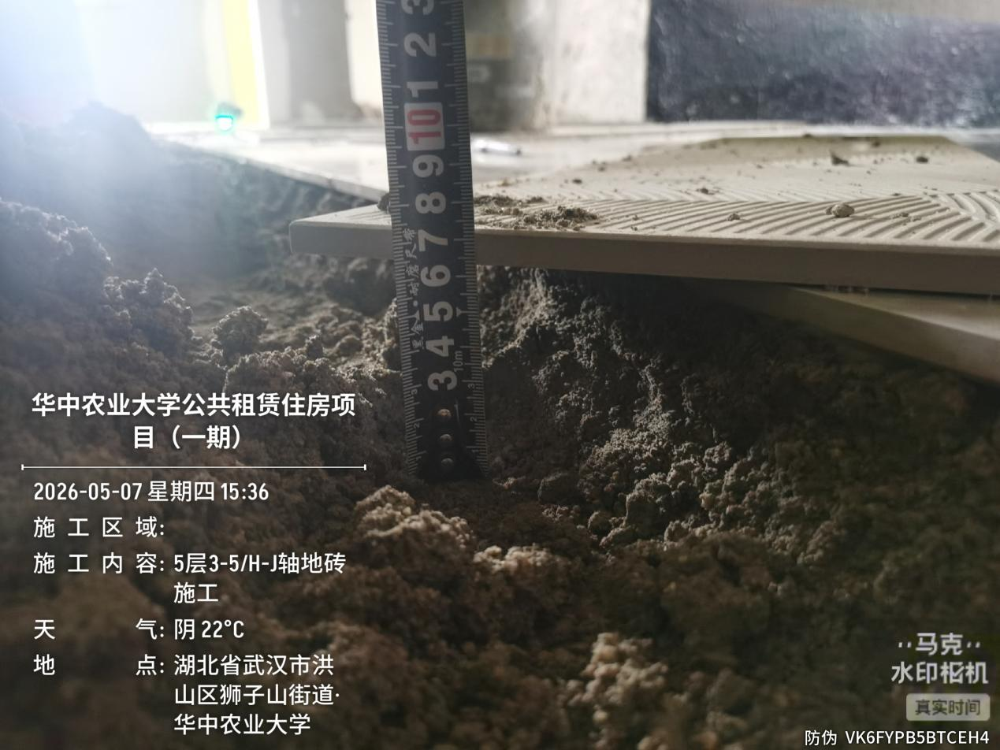 3
2
1
10
9
8
7
6
5
4
3
10m
华中农业大学公共租赁住房项
目（一期）
2026-05-07 星期四 15:36
施工区域:
施工内容: 5层3-5/H-J轴地砖
施工
天气: 阴 22°C
地点: 湖北省武汉市洪
山区狮子山街道·
华中农业大学
马克
水印相机
真实时间
防伪 VK6FYPB5BTCEH4